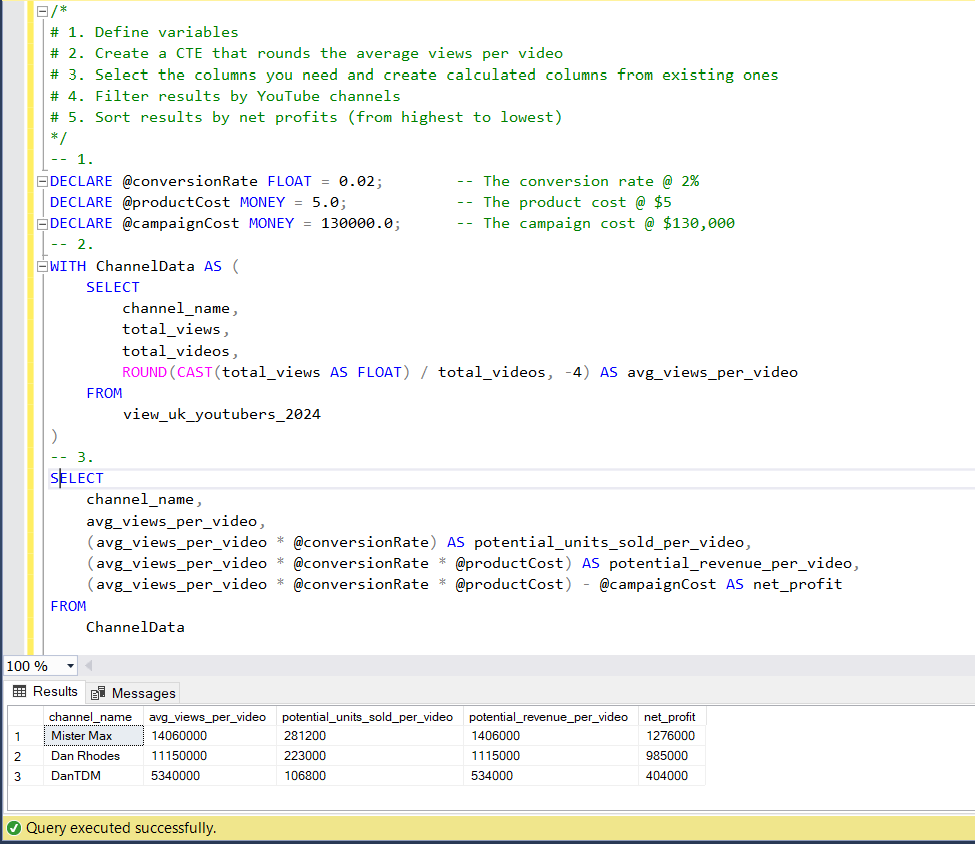 /*
# 1. Define variables
# 2. Create a CTE that rounds the average views per video
# 3. Select the columns you need and create calculated columns from existing ones
# 4. Filter results by YouTube channels
# 5. Sort results by net profits (from highest to lowest)
*/
-- 1.
DECLARE @conversionRate FLOAT = 0.02;        -- The conversion rate @ 2%
DECLARE @productCost MONEY = 5.0;            -- The product cost @ $5
DECLARE @campaignCost MONEY = 130000.0;      -- The campaign cost @ $130,000
-- 2.
WITH ChannelData AS (
    SELECT
        channel_name,
        total_views,
        total_videos,
        ROUND(CAST(total_views AS FLOAT) / total_videos, -4) AS avg_views_per_video
    FROM
        view_uk_youtubers_2024
)
-- 3.
SELECT
    channel_name,
    avg_views_per_video,
    (avg_views_per_video * @conversionRate) AS potential_units_sold_per_video,
    (avg_views_per_video * @conversionRate * @productCost) AS potential_revenue_per_video,
    (avg_views_per_video * @conversionRate * @productCost) - @campaignCost AS net_profit
FROM
    ChannelData
100 %
Results Messages
channel_name avg_views_per_video potential_units_sold_per_video potential_revenue_per_video net_profit
1 Mister Max 14060000 281200 1406000 1276000
2 Dan Rhodes 11150000 223000 1115000 985000
3 DanTDM 5340000 106800 534000 404000
Query executed successfully.